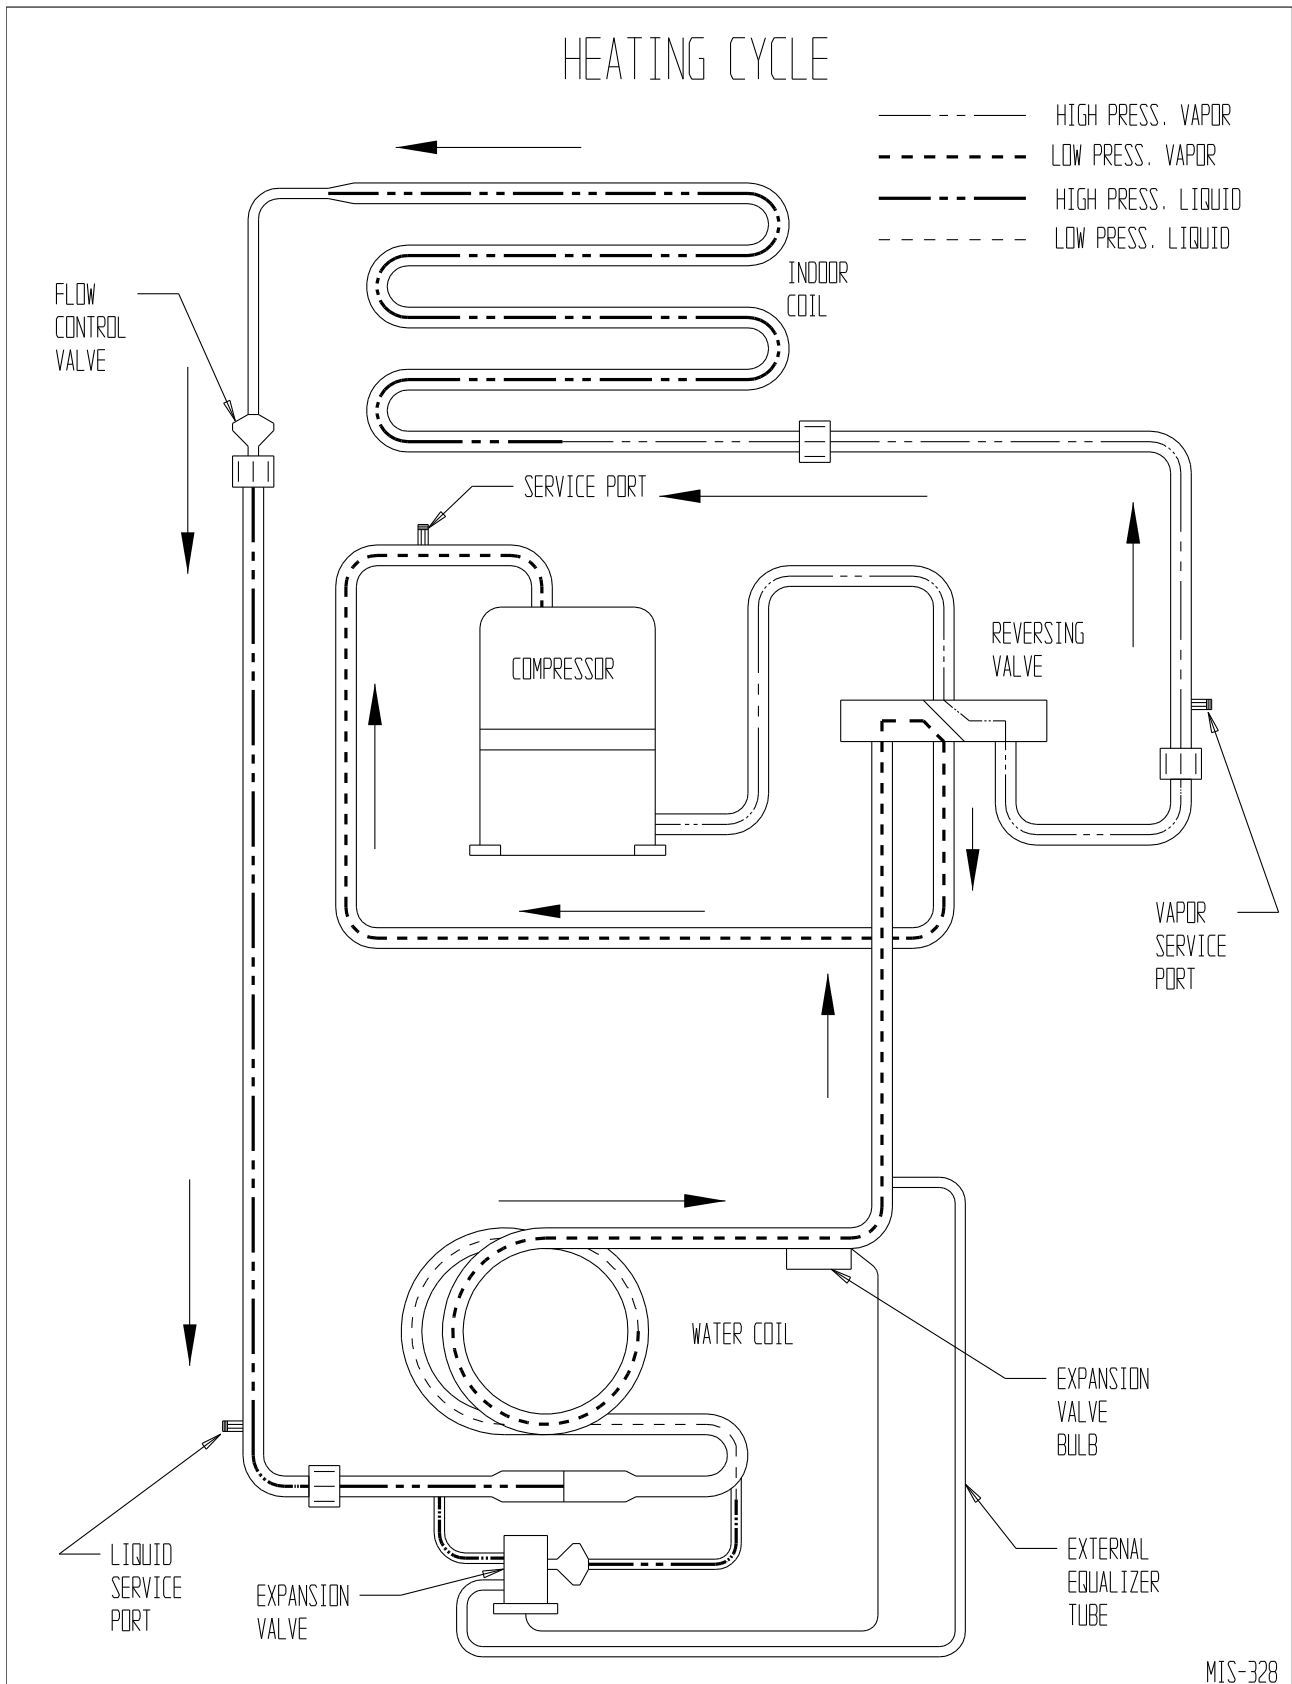 HEATING CYCLE
HIGH PRESS. VAPOR
LOW PRESS. VAPOR
HIGH PRESS. LIQUID
LOW PRESS. LIQUID
INDOOR
COIL
FLOW
CONTROL
VALVE
SERVICE PORT
REVERSING
VALVE
COMPRESSOR
VAPOR
SERVICE
PORT
WATER COIL
EXPANSION
VALVE
BULB
LIQUID
SERVICE
PORT
EXPANSION
VALVE
EXTERNAL
EQUALIZER
TUBE
MIS-328